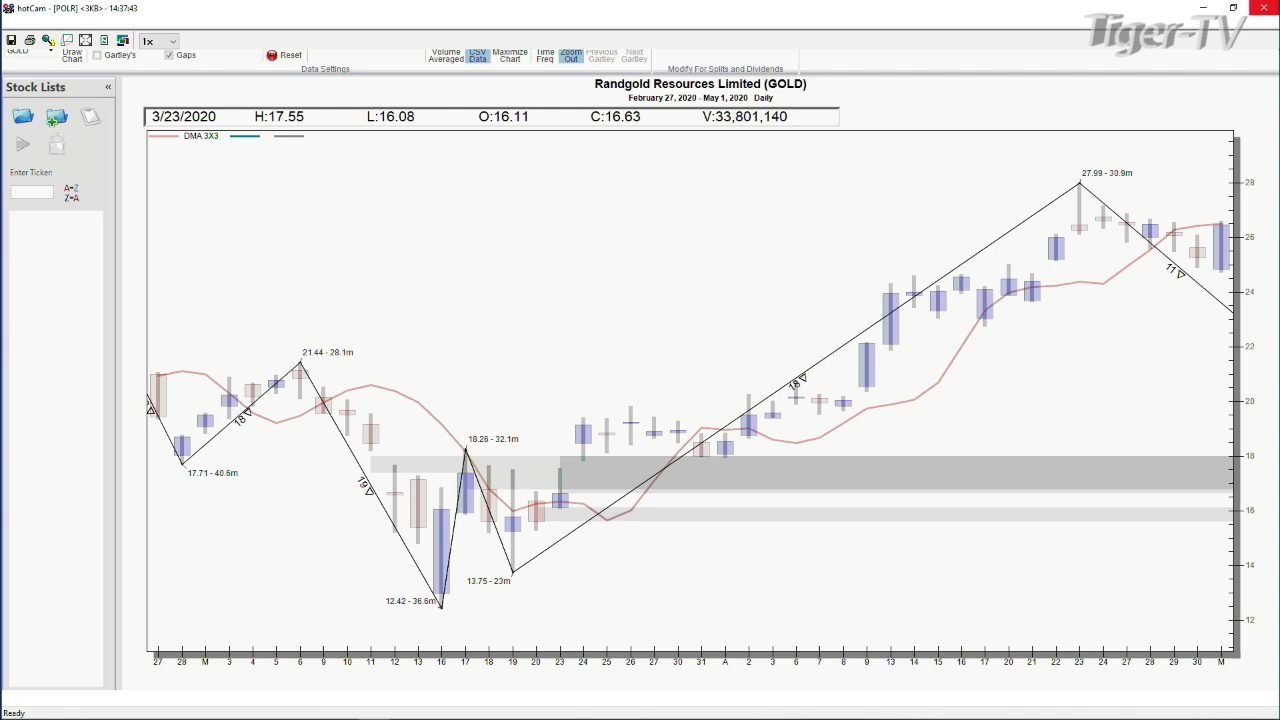 hotCam - [POLR] <3KB> - 14:37:43
Tiger-TV
1x
GOLD
Draw Chart
Gartley's
Gaps
Reset
Volume Averaged
CSV Data
Maximize Chart
Time Freq
Zoom Out
Previous Gartley
Next Gartley
Data Settings
Modify For Splits and Dividends
Stock Lists «
Enter Ticker:
A=Z
Z=A
Randgold Resources Limited (GOLD)
February 27, 2020 - May 1, 2020 Daily
3/23/2020 H:17.55 L:16.08 O:16.11 C:16.63 V:33,801,140
DMA 3X3
27.99 - 30.9m
28
26
11
24
22
21.44 - 28.1m
18
20
18
18.26 - 32.1m
18
17.71 - 40.6m
19
16
14
13.75 - 23m
12.42 - 36.6m
12
27 28 M 3 4 5 6 9 10 11 12 13 16 17 18 19 20 23 24 25 26 27 30 31 A 2 3 6 7 8 9 13 14 15 16 17 20 21 22 23 24 27 28 29 30 M
Ready